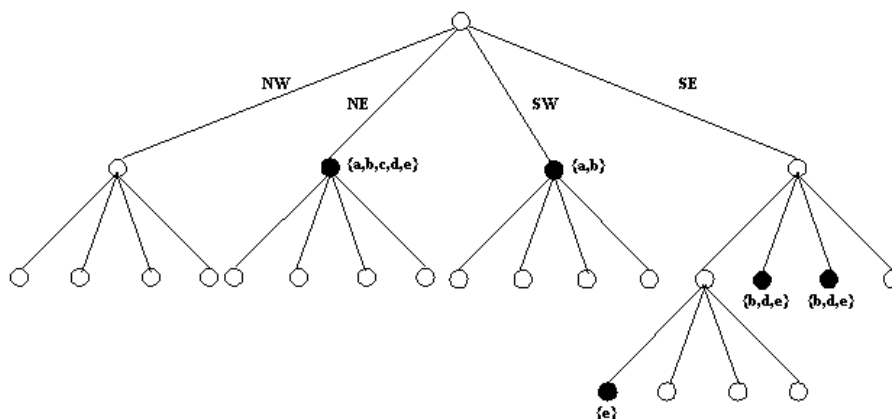 NW
NE
SW
SE
{a,b,c,d,e}
{a,b}
{b,d,e}
{b,d,e}
{e}